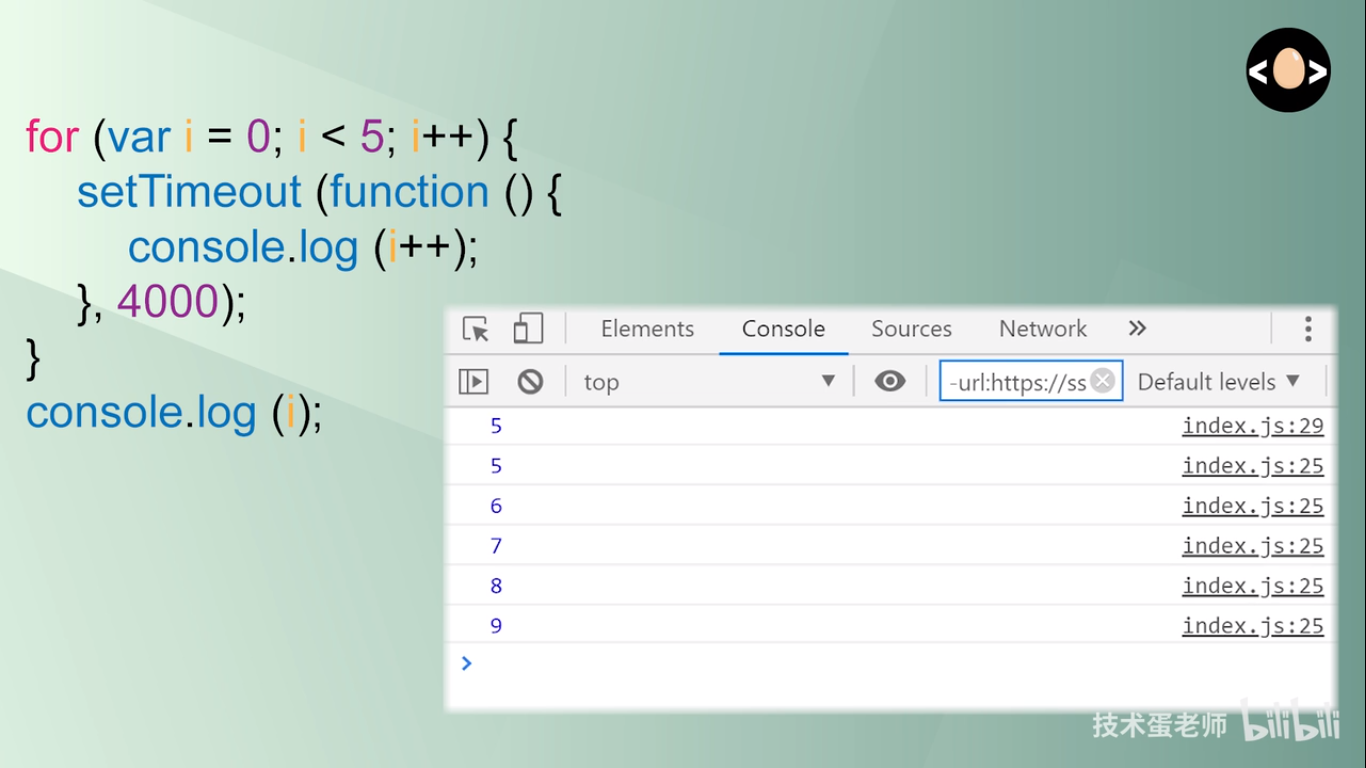 < >
for (var i = 0; i < 5; i++) {
setTimeout (function () {
console.log (i++);
}, 4000);
}
console.log (i);
Elements Console Sources Network »
top ▼ -url:https://ss Default levels ▼
5 index.js:29
5 index.js:25
6 index.js:25
7 index.js:25
8 index.js:25
9 index.js:25
>
技术蛋老师 bilibili